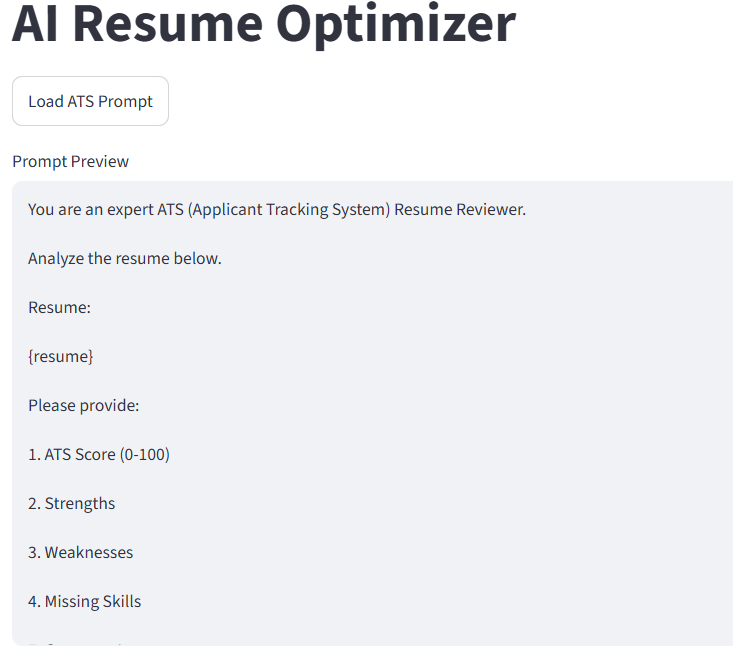 AI Resume Optimizer
Load ATS Prompt
Prompt Preview
You are an expert ATS (Applicant Tracking System) Resume Reviewer.
Analyze the resume below.
Resume:
{resume}
Please provide:
1. ATS Score (0-100)
2. Strengths
3. Weaknesses
4. Missing Skills